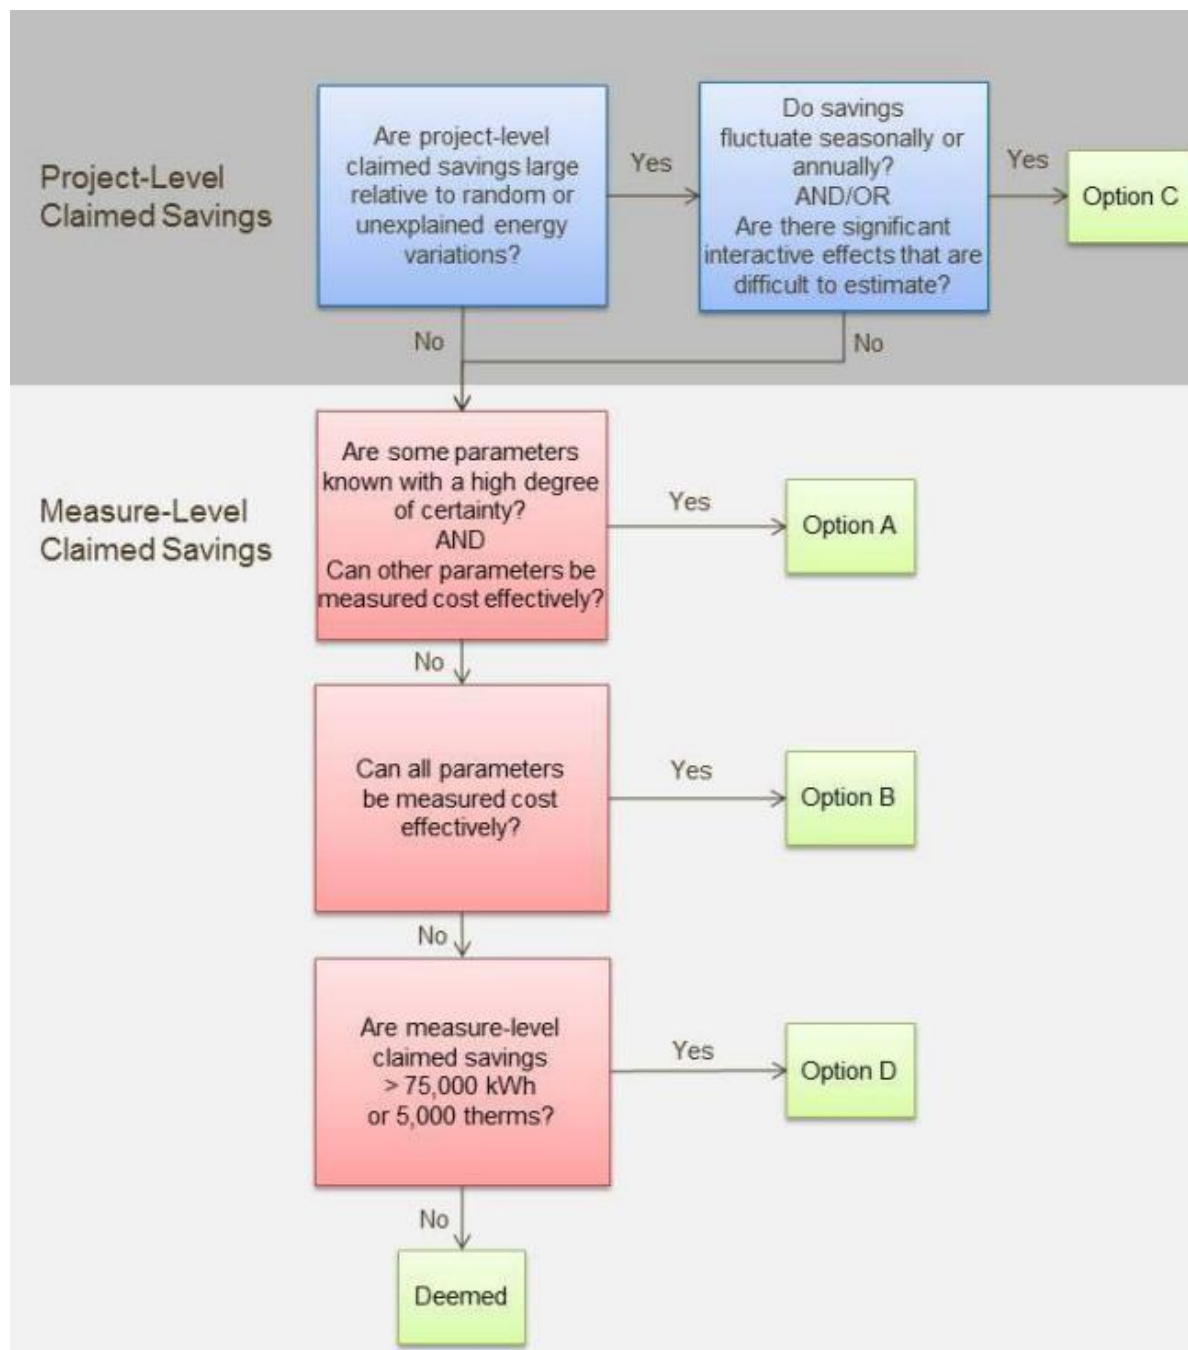 Project-Level
Claimed Savings
Are project-level
claimed savings large
relative to random or
unexplained energy
variations?
Yes
Do savings
fluctuate seasonally or
annually?
AND/OR
Are there significant
interactive effects that are
difficult to estimate?
Yes
Option C
No
No
Measure-Level
Claimed Savings
Are some parameters
known with a high degree
of certainty?
AND
Can other parameters be
measured cost effectively?
Yes
Option A
No
Can all parameters
be measured cost
effectively?
Yes
Option B
No
Are measure-level
claimed savings
> 75,000 kWh
or 5,000 therms?
Yes
Option D
No
Deemed